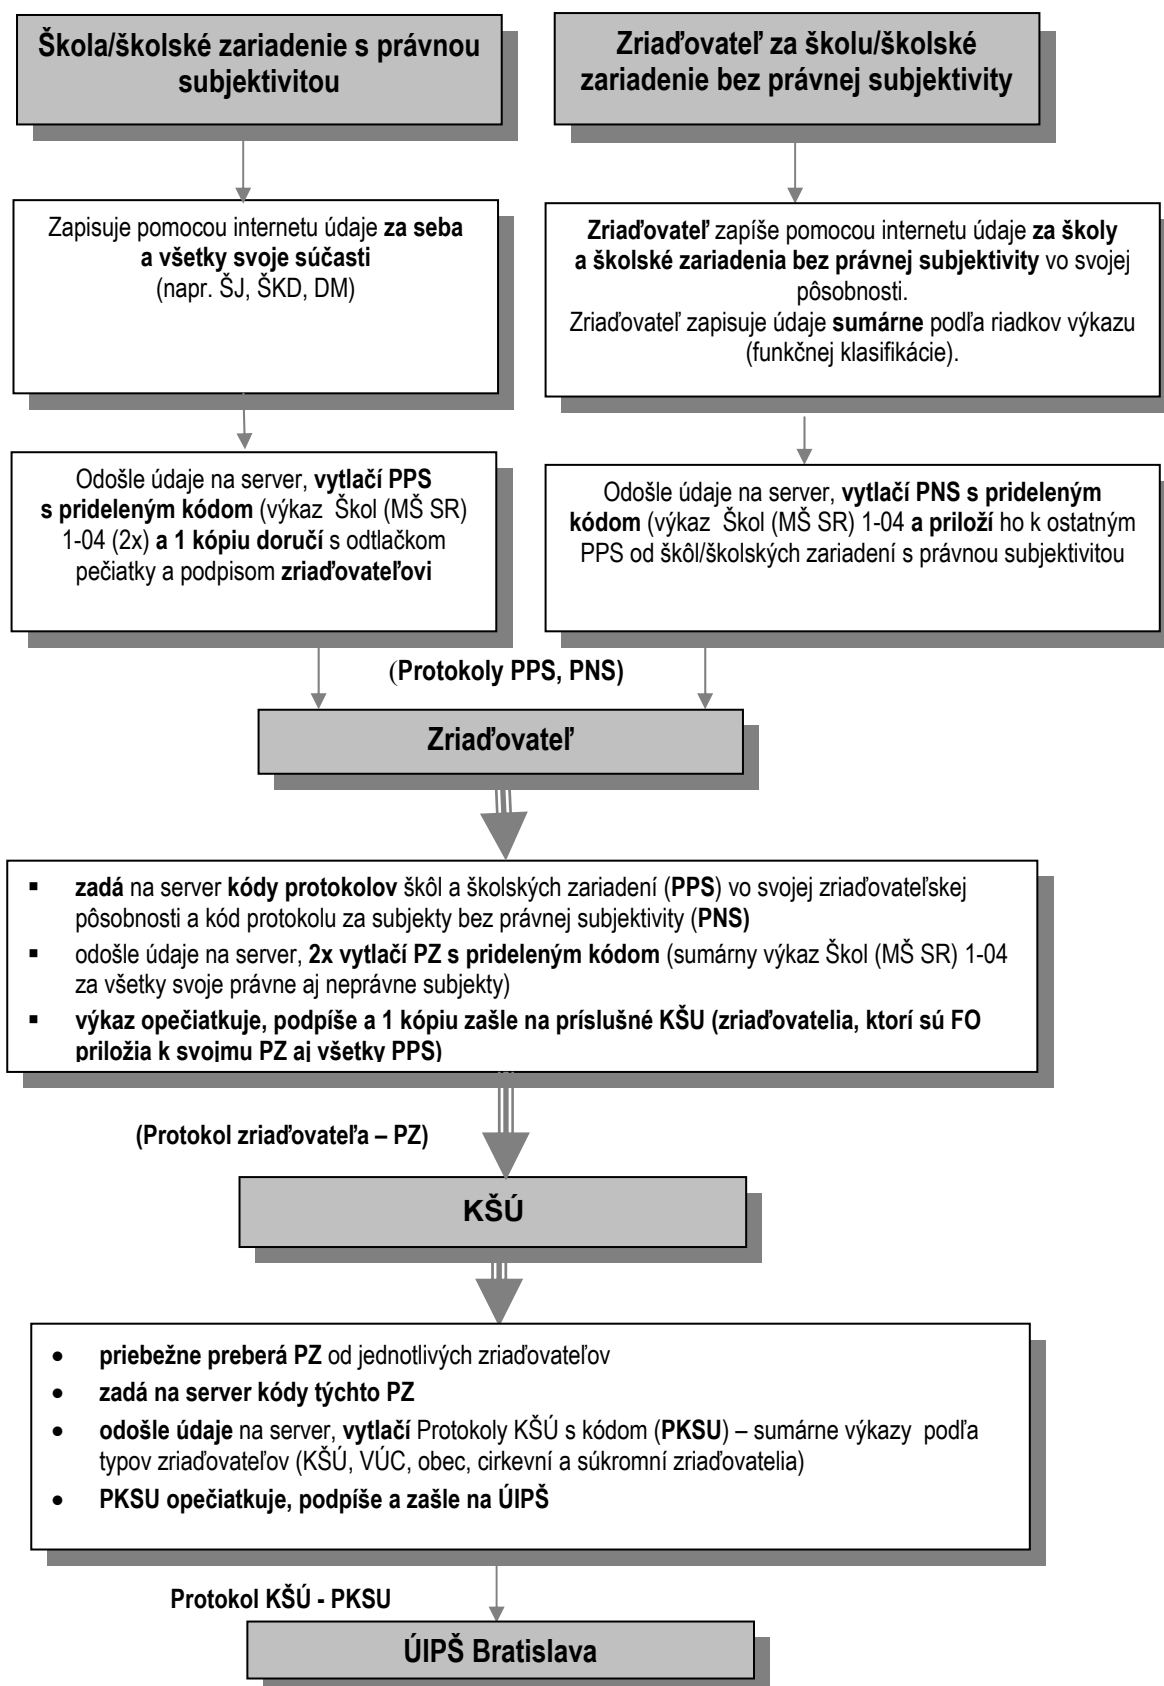 Škola/školské zariadenie s právnou
subjektivitou
Zriaďovateľ za školu/školské
zariadenie bez právnej subjektivity
Zapisuje pomocou internetu údaje za seba
a všetky svoje súčasti
(napr. ŠJ, ŠKD, DM)
Zriaďovateľ zapíše pomocou internetu údaje za školy
a školské zariadenia bez právnej subjektivity vo svojej
pôsobnosti.
Zriaďovateľ zapisuje údaje sumárne podľa riadkov výkazu
(funkčnej klasifikácie).
Odošle údaje na server, vytlačí PPS
s prideleným kódom (výkaz Škol (MŠ SR)
1-04 (2x) a 1 kópiu doručí s odtlačkom
pečiatky a podpisom zriaďovateľovi
Odošle údaje na server, vytlačí PNS s prideleným
kódom (výkaz Škol (MŠ SR) 1-04 a priloží ho k ostatným
PPS od škôl/školských zariadení s právnou subjektivitou
(Protokoly PPS, PNS)
Zriaďovateľ
▪ zadá na server kódy protokolov škôl a školských zariadení (PPS) vo svojej zriaďovateľskej
pôsobnosti a kód protokolu za subjekty bez právnej subjektivity (PNS)
▪ odošle údaje na server, 2x vytlačí PZ s prideleným kódom (sumárny výkaz Škol (MŠ SR) 1-04
za všetky svoje právne aj neprávne subjekty)
▪ výkaz opečiatkuje, podpíše a 1 kópiu zašle na príslušné KŠU (zriaďovatelia, ktorí sú FO
priložia k svojmu PZ aj všetky PPS)
(Protokol zriaďovateľa – PZ)
KŠÚ
• priebežne preberá PZ od jednotlivých zriaďovateľov
• zadá na server kódy týchto PZ
• odošle údaje na server, vytlačí Protokoly KŠÚ s kódom (PKSU) – sumárne výkazy podľa
typov zriaďovateľov (KŠÚ, VÚC, obec, cirkevní a súkromní zriaďovatelia)
• PKSU opečiatkuje, podpíše a zašle na ÚIPŠ
Protokol KŠÚ - PKSU
ÚIPŠ Bratislava